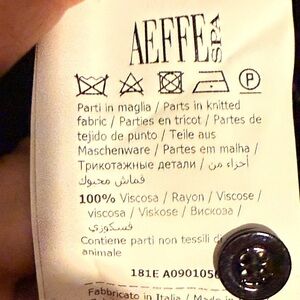 AEFFE SPA
P
Parti in maglia / Parts in knitted
fabric / Parties en tricot / Partes de
tejido de punto / Teile aus
Maschenware / Partes em malha /
Трикотажные детали / أجزاء من
قماش محبوك
100% Viscosa / Rayon / Viscose /
viscosa / Viskose / Вискоза /
فسكوزي
Contiene parti non tessili di
animale
181E A090105
Fabbricato in Italia / Made in